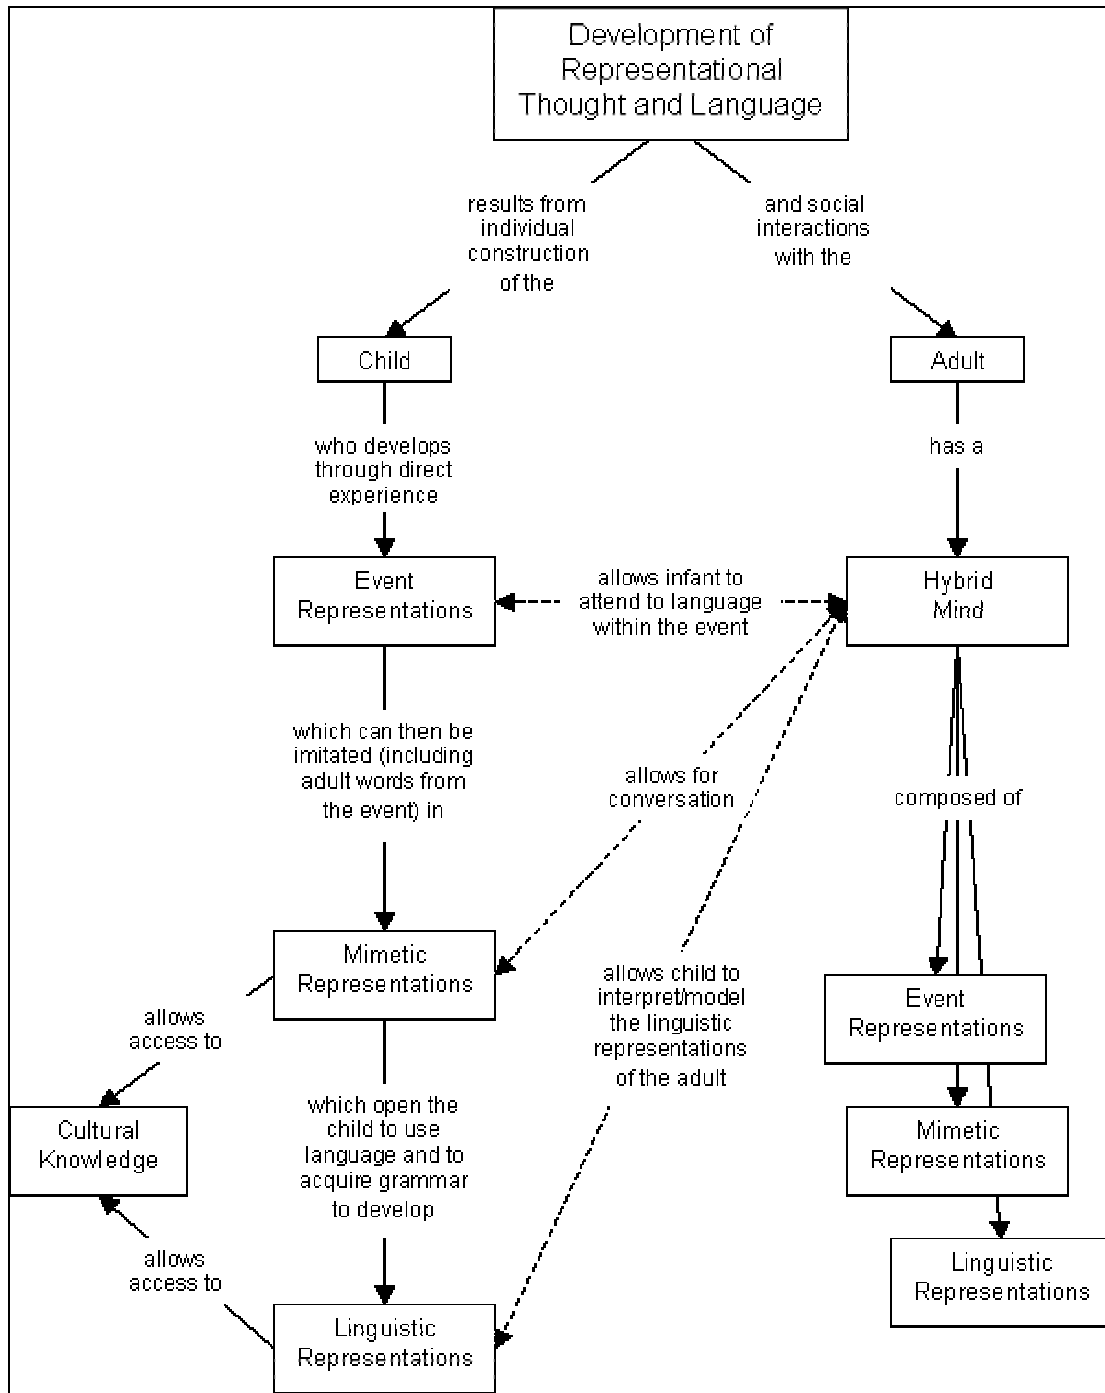 Development of
Representational
Thought and Language
results from
individual
construction
of the
and social
interactions
with the
Child
Adult
who develops
through direct
experience
has a
Event
Representations
allows infant to
attend to language
within the event
Hybrid
Mind
which can then be
imitated (including
adult words from
the event) in
allows for
conversation
composed of
Mimetic
Representations
allows child to
interpret/model
the linguistic
representations
of the adult
Event
Representations
allows
access to
which open the
child to use
language and to
acquire grammar
to develop
Cultural
Knowledge
Mimetic
Representations
allows
access to
Linguistic
Representations
Linguistic
Representations